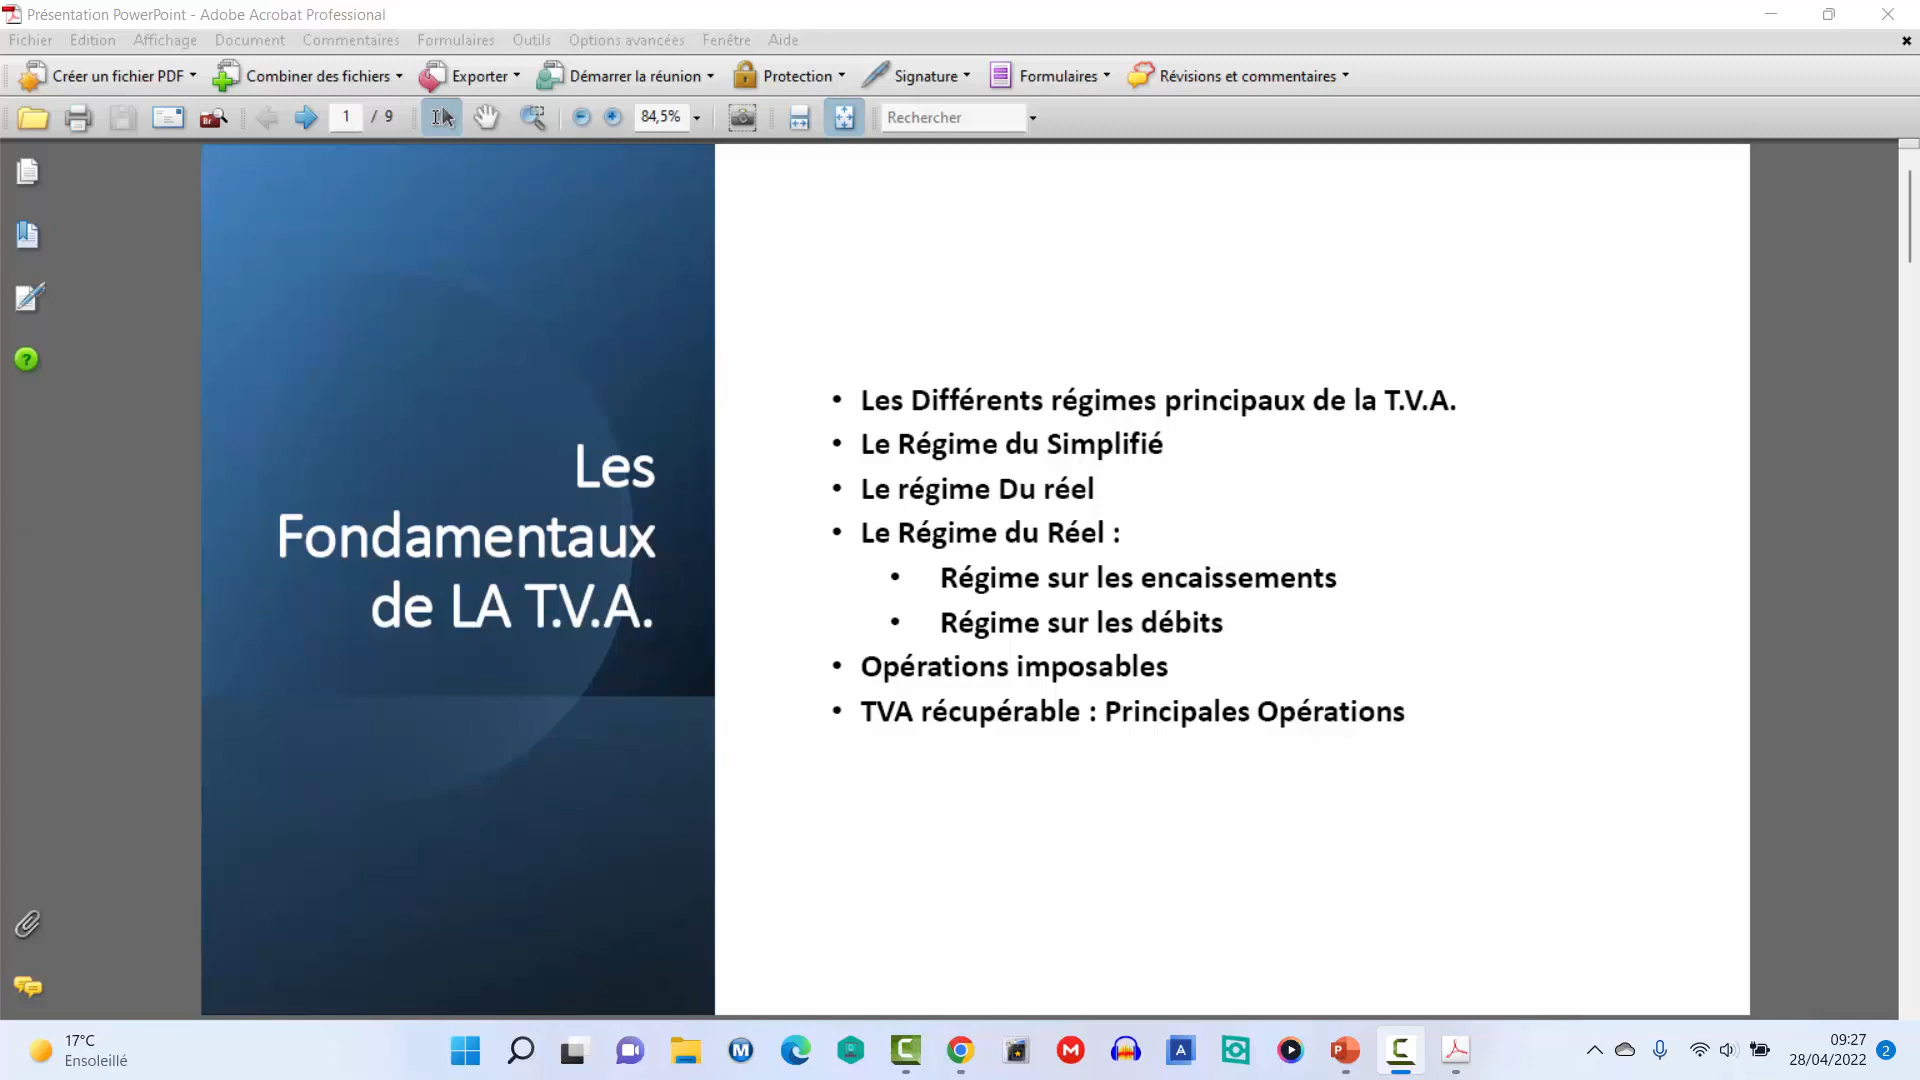 Présentation PowerPoint - Adobe Acrobat Professional
Fichier Edition Affichage Document Commentaires Formulaires Outils Options avancées Fenêtre Aide
Créer un fichier PDF Combiner des fichiers Exporter Démarrer la réunion Protection Signature Formulaires Révisions et commentaires
1 / 9 84,5% Rechercher
Les
Fondamentaux
de LA T.V.A.
• Les Différents régimes principaux de la T.V.A.
• Le Régime du Simplifié
• Le régime Du réel
• Le Régime du Réel :
• Régime sur les encaissements
• Régime sur les débits
• Opérations imposables
• TVA récupérable : Principales Opérations
17°C
Ensoleillé
09:27
28/04/2022
2